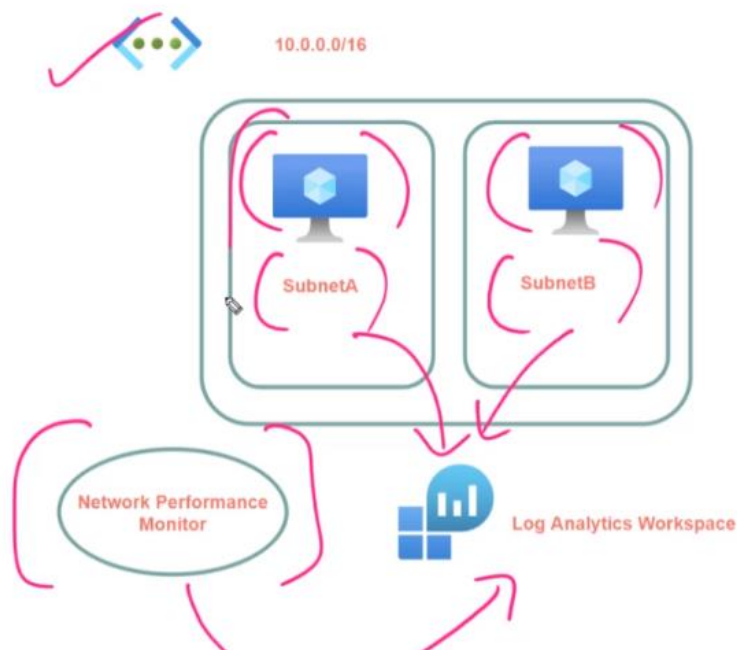 10.0.0.0/16
SubnetA
SubnetB
Network Performance
Monitor
Log Analytics Workspace